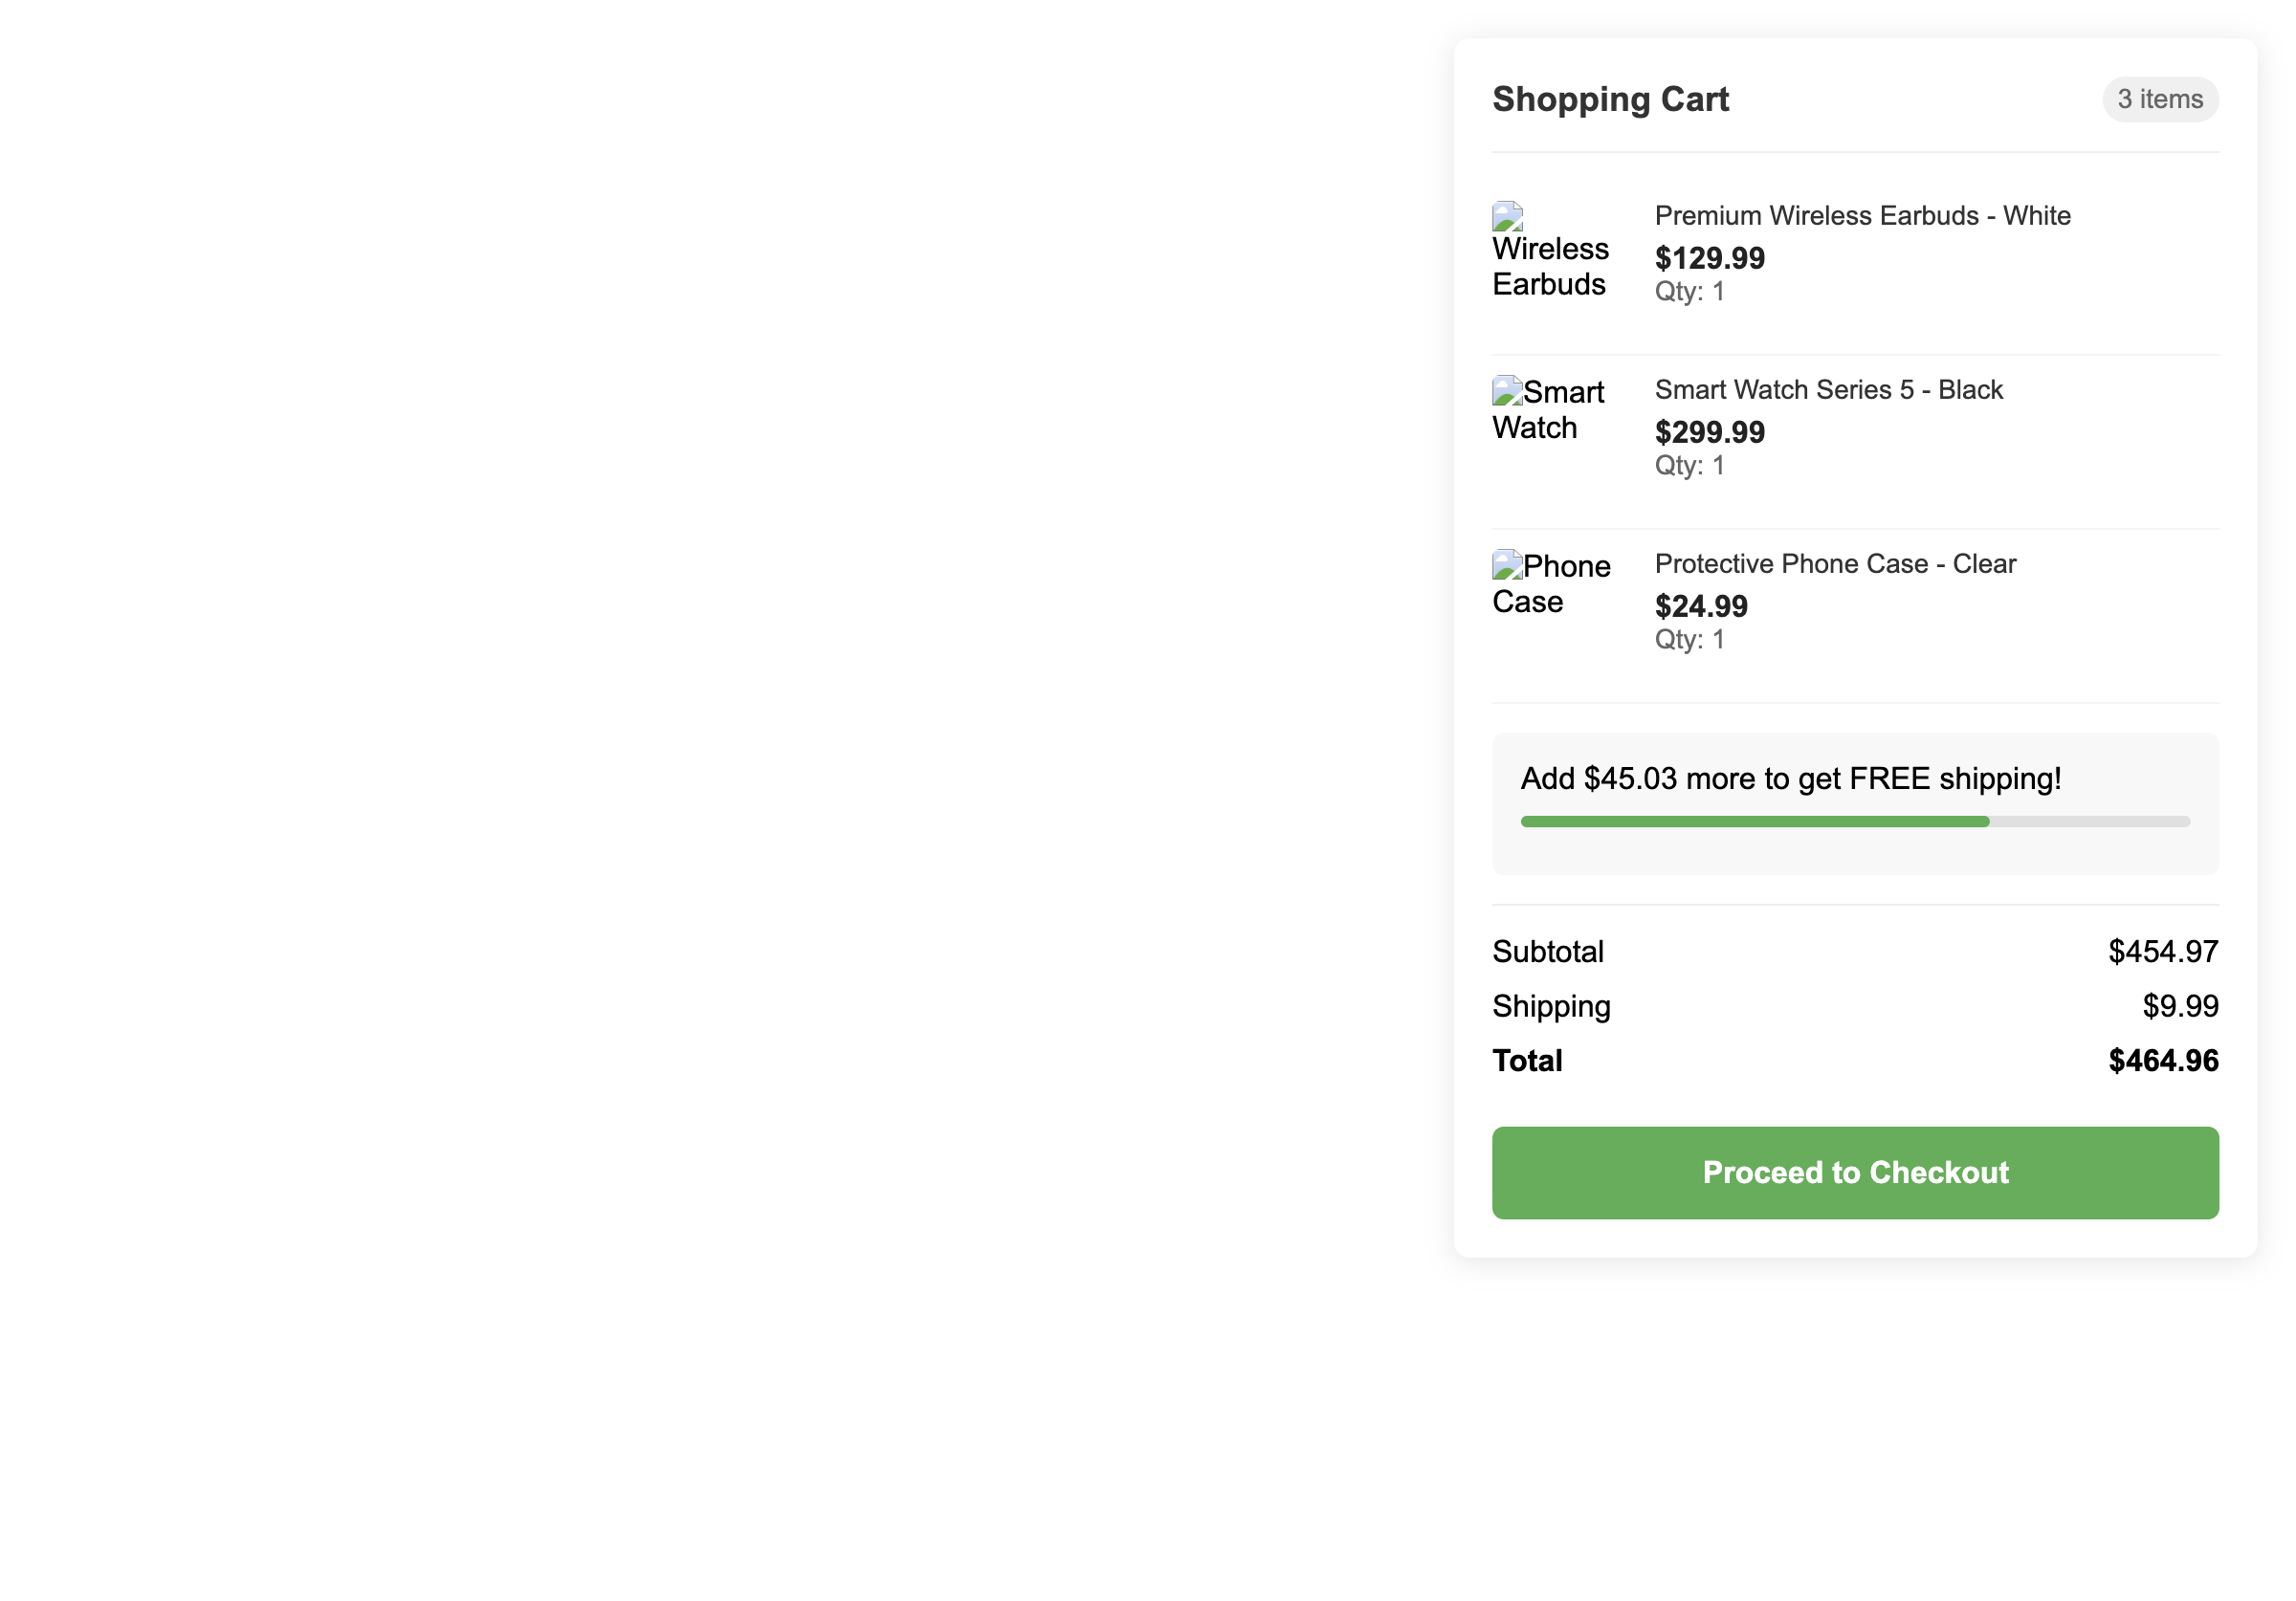 Shopping Cart
3 items
Wireless
Earbuds
Premium Wireless Earbuds - White
$129.99
Qty: 1
Smart
Watch
Smart Watch Series 5 - Black
$299.99
Qty: 1
Phone
Case
Protective Phone Case - Clear
$24.99
Qty: 1
Add $45.03 more to get FREE shipping!
Subtotal $454.97
Shipping $9.99
Total $464.96
Proceed to Checkout